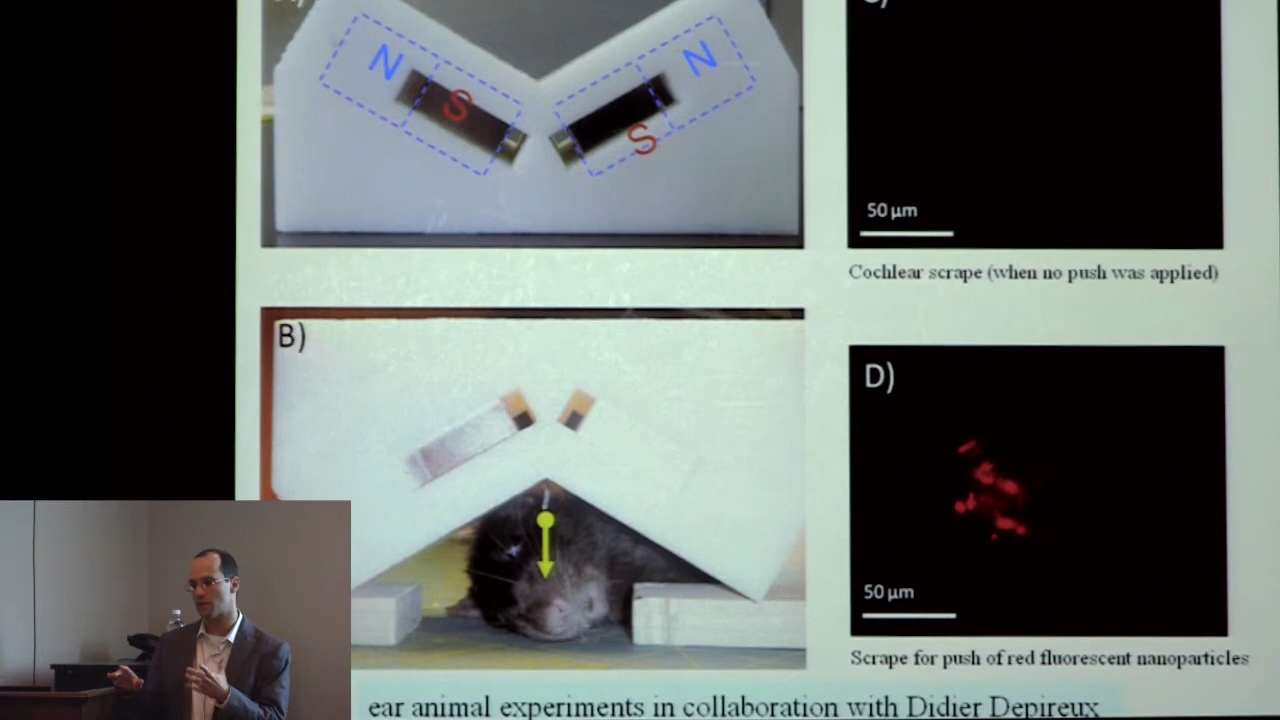 N
S
N
S
50 µm
Cochlear scrape (when no push was applied)
B)
D)
50 µm
Scrape for push of red fluorescent nanoparticles
ear animal experiments in collaboration with Didier Depireux